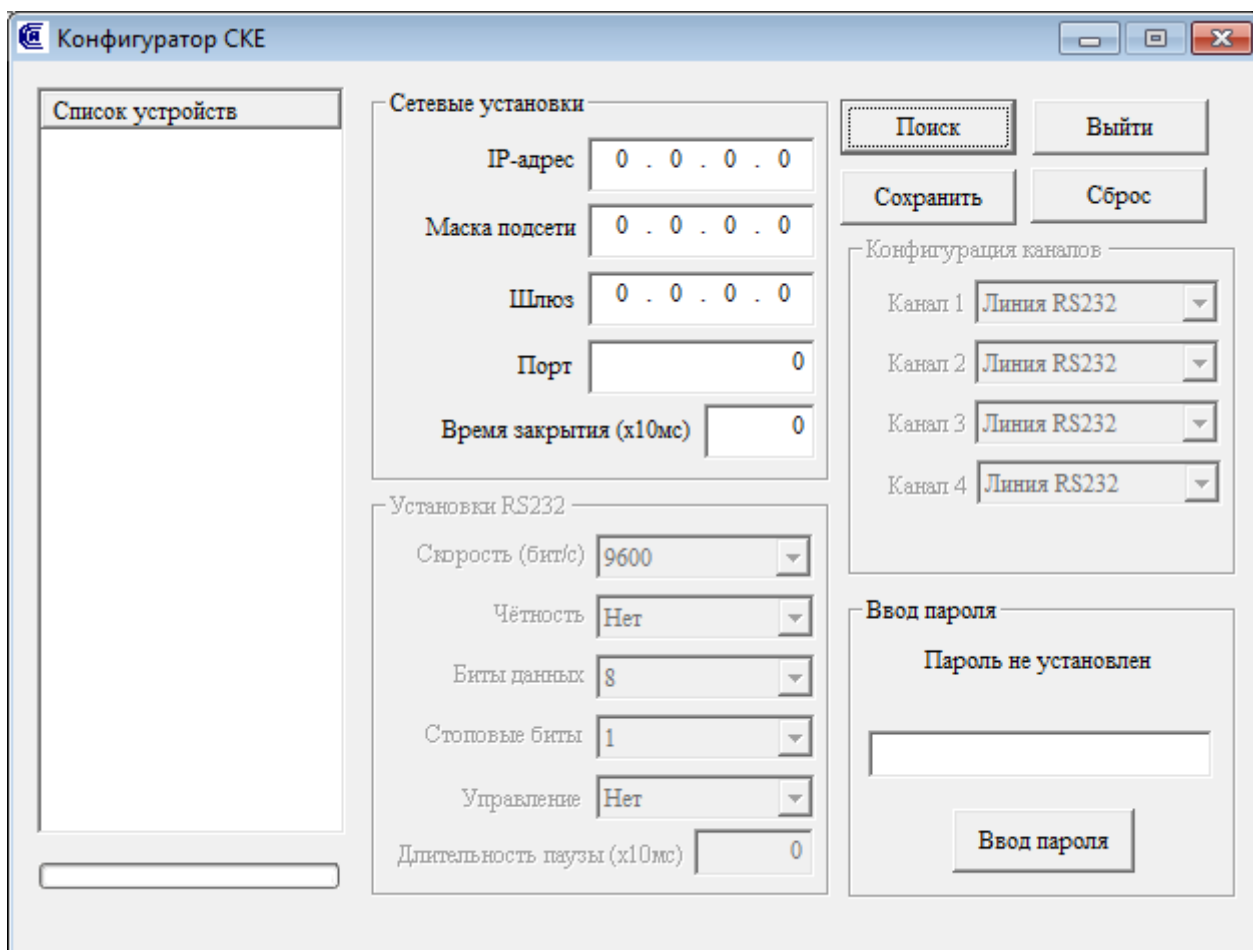 Конфигуратор СКЕ
Список устройств
Сетевые установки
IP-адрес 0 . 0 . 0 . 0
Маска подсети 0 . 0 . 0 . 0
Шлюз 0 . 0 . 0 . 0
Порт 0
Время закрытия (x10мс) 0
Установки RS232
Скорость (бит/с) 9600
Чётность Нет
Биты данных 8
Стоповые биты 1
Управление Нет
Длительность паузы (x10мс) 0
Поиск Выйти
Сохранить Сброс
Конфигурация каналов
Канал 1 Линия RS232
Канал 2 Линия RS232
Канал 3 Линия RS232
Канал 4 Линия RS232
Ввод пароля
Пароль не установлен
Ввод пароля